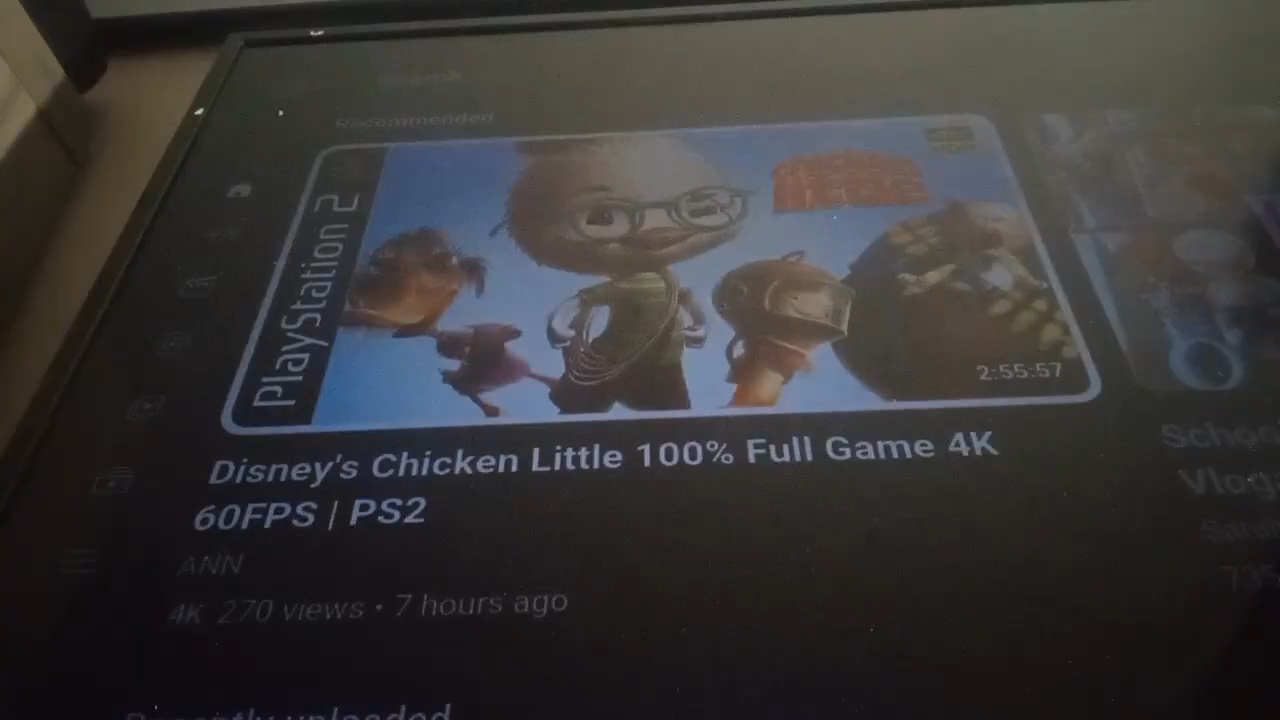 Search
Recommended
PlayStation 2
2:55:57
Disney's Chicken Little 100% Full Game 4K
60FPS | PS2
ANN
4K 270 views • 7 hours ago
Recently uploaded